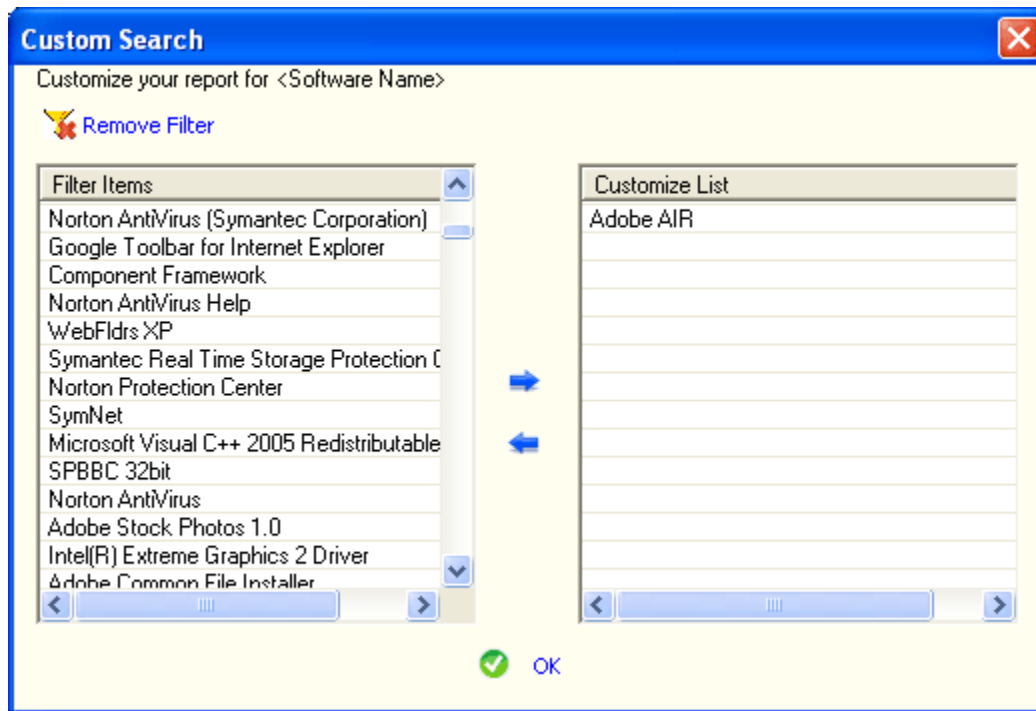 Custom Search
Customize your report for <Software Name>
Remove Filter
Filter Items
Norton AntiVirus (Symantec Corporation)
Google Toolbar for Internet Explorer
Component Framework
Norton AntiVirus Help
WebFldrs XP
Symantec Real Time Storage Protection
Norton Protection Center
SymNet
Microsoft Visual C++ 2005 Redistributable
SPBBC 32bit
Norton AntiVirus
Adobe Stock Photos 1.0
Intel(R) Extreme Graphics 2 Driver
Adobe Common File Installer
Customize List
Adobe AIR
OK